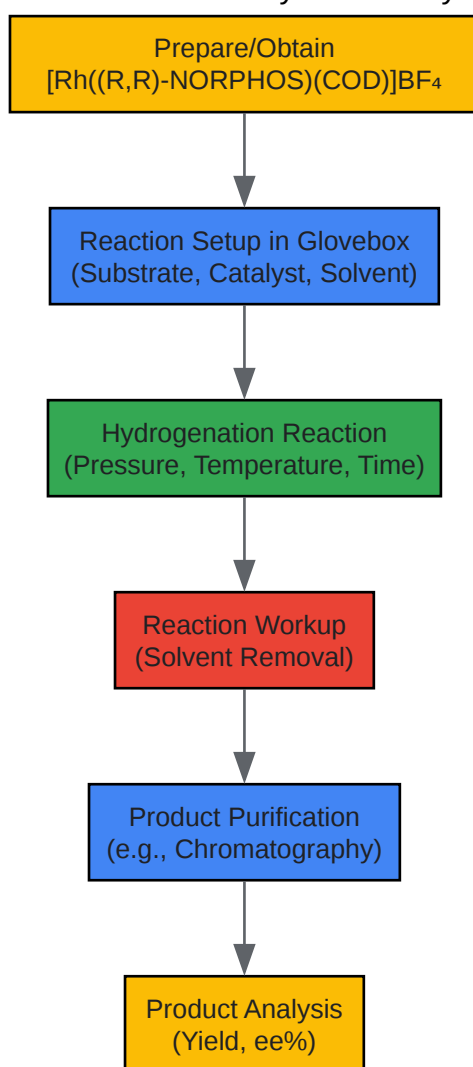 Prepare/Obtain
[Rh((R,R)-NORPHOS)(COD)]BF₄
Reaction Setup in Glovebox
(Substrate, Catalyst, Solvent)
Hydrogenation Reaction
(Pressure, Temperature, Time)
Reaction Workup
(Solvent Removal)
Product Purification
(e.g., Chromatography)
Product Analysis
(Yield, ee%)